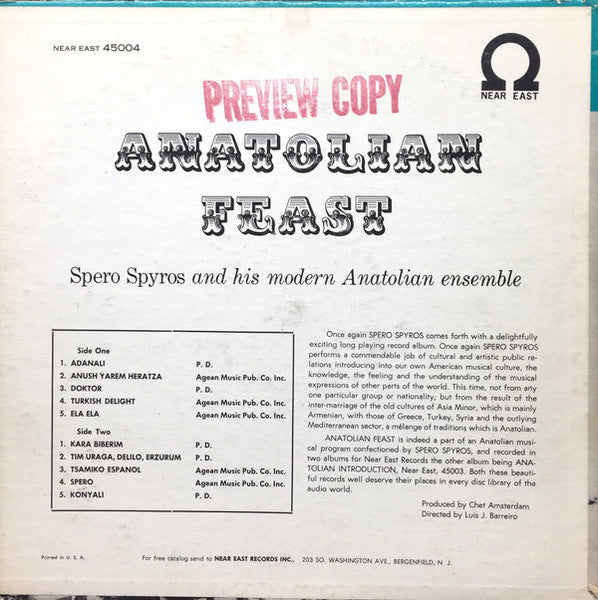 NEAR EAST 45004
NEAR EAST
PREVIEW COPY
ANATOLIAN
FEAST
Spero Spyros and his modern Anatolian ensemble
Side One
1. ADANALI P. D.
2. ANUSH YAREM HERATZA Agean Music Pub. Co. Inc.
3. DOKTOR P. D.
4. TURKISH DELIGHT Agean Music Pub. Co. Inc.
5. ELA ELA Agean Music Pub. Co. Inc.
Side Two
1. KARA BIBERIM P. D.
2. TIM URAGA, DELILO, ERZURUM P. D.
3. TSAMIKO ESPANOL Agean Music Pub. Co. Inc.
4. SPERO Agean Music Pub. Co. Inc.
5. KONYALI P. D.
Once again SPERO SPYROS comes forth with a delightfully
exciting long playing record album. Once again SPERO SPYROS
performs a commendable job of cultural and artistic public re-
lations introducing into our own American musical culture, the
knowledge, the feeling and the understanding of the musical
expressions of other parts of the world. This time, not from any
one particular group or nationality; but from the result of the
inter-marriage of the old cultures of Asia Minor, which is mainly
Armenian, with those of Greece, Turkey, Syria and the outlying
Mediterranean sector, a mélange of traditions which is Anatolian.
ANATOLIAN FEAST is indeed a part of an Anatolian musi-
cal program confectioned by SPERO SPYROS, and recorded in
two albums for Near East Records the other album being ANA-
TOLIAN INTRODUCTION, Near East, 45003. Both these beauti-
ful records well deserve their places in every disc library of the
audio world.
Produced by Chet Amsterdam
Directed by Luis J. Barreiro
Printed in U. S. A.
For free catalog send to NEAR EAST RECORDS INC., 203 SO. WASHINGTON AVE., BERGENFIELD, N. J.